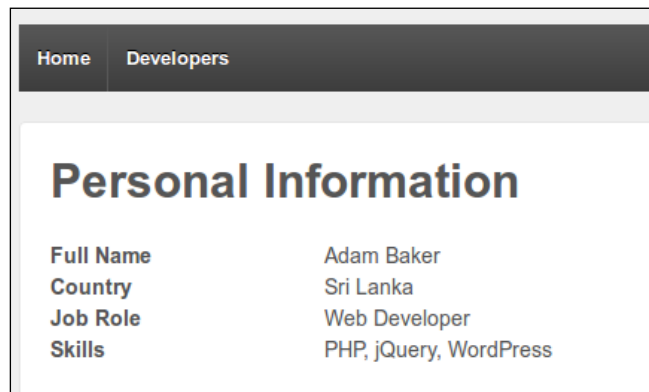 Home Developers
Personal Information
Full Name Adam Baker
Country Sri Lanka
Job Role Web Developer
Skills PHP, jQuery, WordPress